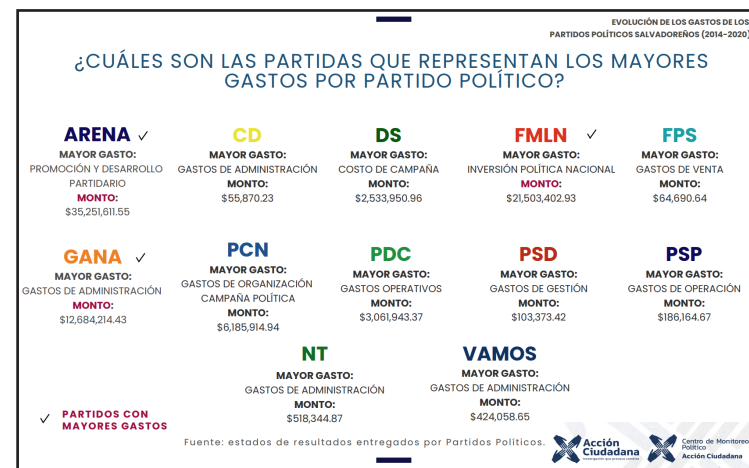 EVOLUCIÓN DE LOS GASTOS DE LOS
PARTIDOS POLÍTICOS SALVADOREÑOS (2014-2020)
¿CUÁLES SON LAS PARTIDAS QUE REPRESENTAN LOS MAYORES
GASTOS POR PARTIDO POLÍTICO?
ARENA ✓
MAYOR GASTO:
PROMOCIÓN Y DESARROLLO
PARTIDARIO
MONTO:
$35,251,611.55
CD
MAYOR GASTO:
GASTOS DE ADMINISTRACIÓN
MONTO:
$55,870.23
DS
MAYOR GASTO:
COSTO DE CAMPAÑA
MONTO:
$2,533,950.96
FMLN ✓
MAYOR GASTO:
INVERSIÓN POLÍTICA NACIONAL
MONTO:
$21,503,402.93
FPS
MAYOR GASTO:
GASTOS DE VENTA
MONTO:
$64,690.64
GANA ✓
MAYOR GASTO:
GASTOS DE ADMINISTRACIÓN
MONTO:
$12,684,214.43
PCN
MAYOR GASTO:
GASTOS DE ORGANIZACIÓN
CAMPAÑA POLÍTICA
MONTO:
$6,185,914.94
PDC
MAYOR GASTO:
GASTOS OPERATIVOS
MONTO:
$3,061,943.37
PSD
MAYOR GASTO:
GASTOS DE GESTIÓN
MONTO:
$103,373.42
PSP
MAYOR GASTO:
GASTOS DE OPERACIÓN
MONTO:
$186,164.67
NT
MAYOR GASTO:
GASTOS DE ADMINISTRACIÓN
MONTO:
$518,344.87
VAMOS
MAYOR GASTO:
GASTOS DE ADMINISTRACIÓN
MONTO:
$424,058.65
✓ PARTIDOS CON
MAYORES GASTOS
Fuente: estados de resultados entregados por Partidos Políticos.
Acción
Ciudadana
Centro de Monitoreo
Político
Acción Ciudadana